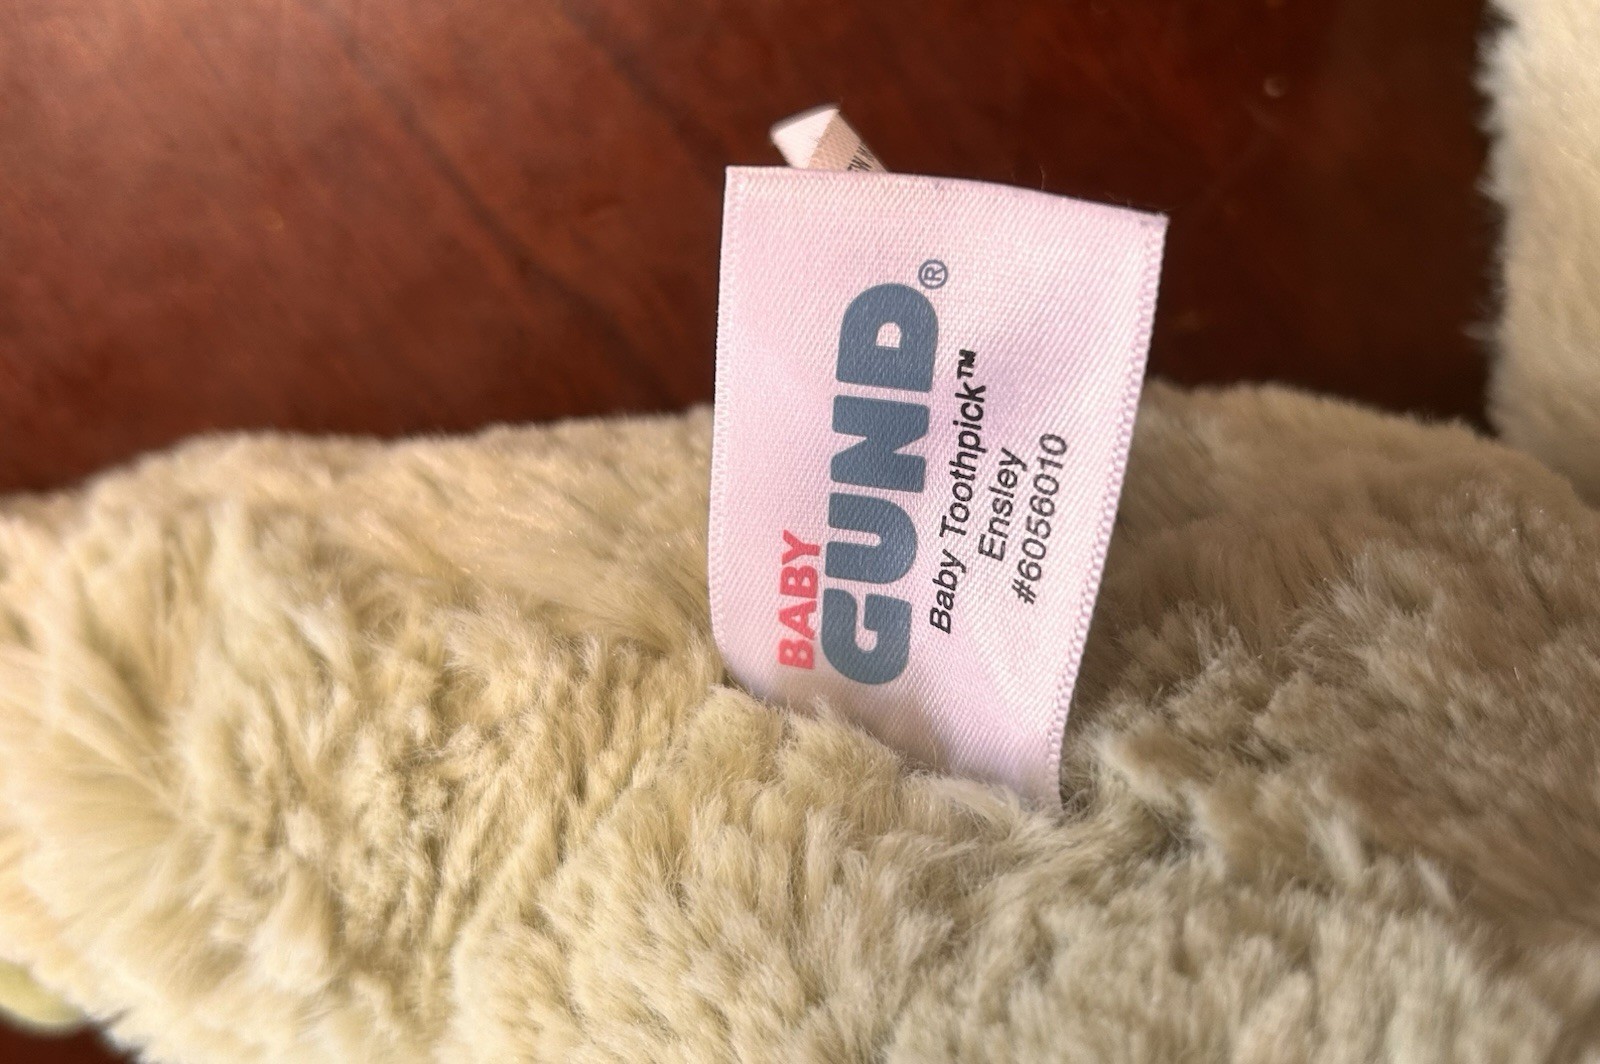 BABY
GUND®
Baby Toothpick™
Ensley
#6056010